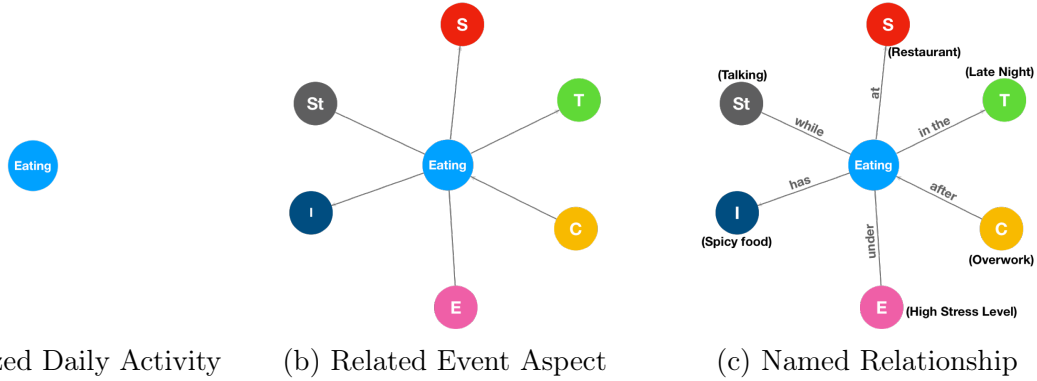 Eating
S
St
T
Eating
I
C
E
S
(Restaurant)
(Talking)
(Late Night)
St
T
at
while
in the
Eating
has
after
I
(Spicy food)
C
under
(Overwork)
E
(High Stress Level)
zed Daily Activity
(b) Related Event Aspect
(c) Named Relationship